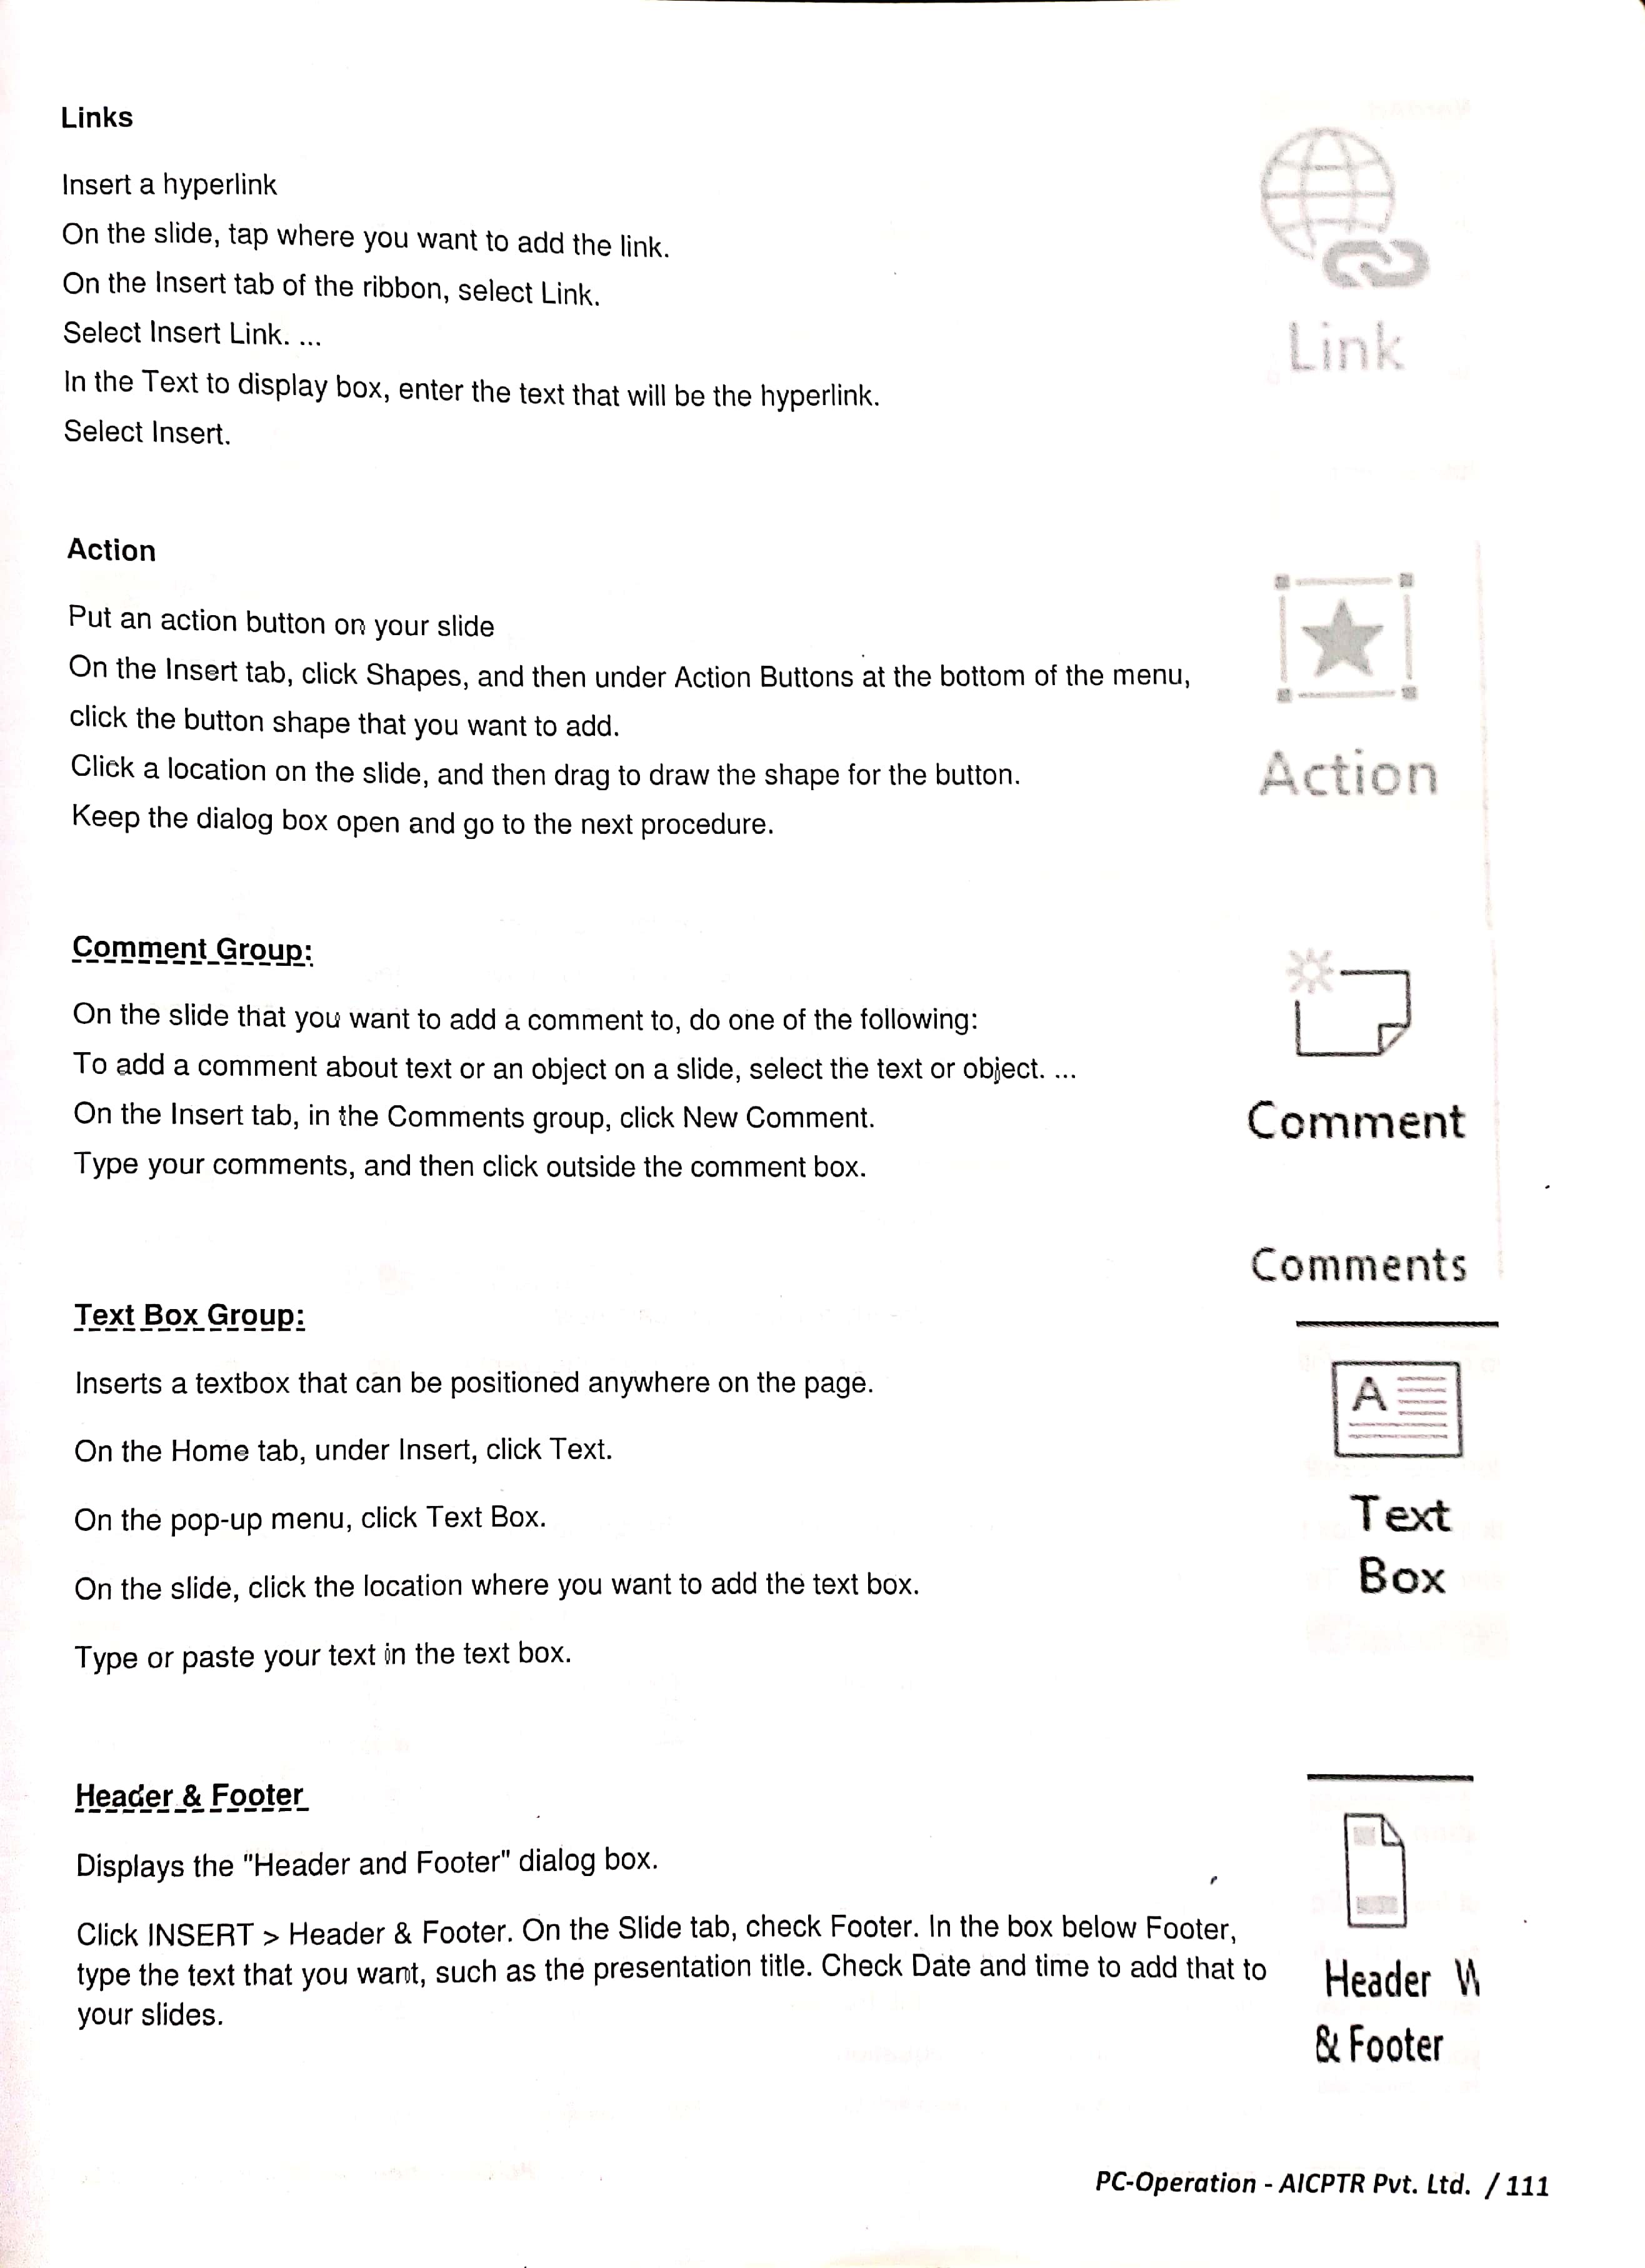 Links
Insert a hyperlink
On the slide, tap where you want to add the link.
On the Insert tab of the ribbon, select Link.
Select Insert Link. ...
In the Text to display box, enter the text that will be the hyperlink.
Select Insert.
Link
Action
Put an action button on your slide
On the Insert tab, click Shapes, and then under Action Buttons at the bottom of the menu,
click the button shape that you want to add.
Click a location on the slide, and then drag to draw the shape for the button.
Keep the dialog box open and go to the next procedure.
Action
Comment Group:
On the slide that you want to add a comment to, do one of the following:
To add a comment about text or an object on a slide, select the text or object. ...
On the Insert tab, in the Comments group, click New Comment.
Type your comments, and then click outside the comment box.
Comment
Comments
Text Box Group:
Inserts a textbox that can be positioned anywhere on the page.
On the Home tab, under Insert, click Text.
On the pop-up menu, click Text Box.
On the slide, click the location where you want to add the text box.
Type or paste your text in the text box.
A
Text
Box
Header & Footer
Displays the "Header and Footer" dialog box.
Click INSERT > Header & Footer. On the Slide tab, check Footer. In the box below Footer,
type the text that you want, such as the presentation title. Check Date and time to add that to
your slides.
Header
& Footer
PC-Operation - AICPTR Pvt. Ltd. / 111